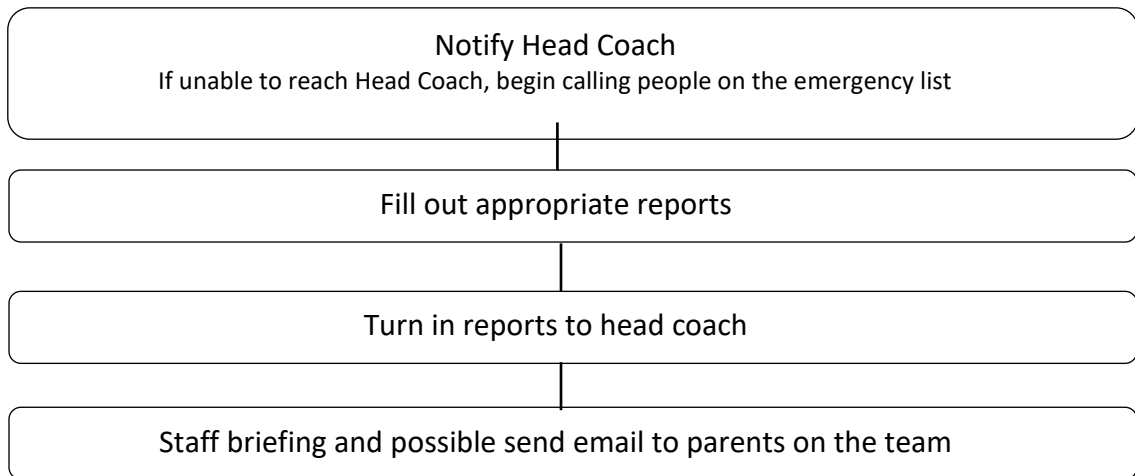 Notify Head Coach
If unable to reach Head Coach, begin calling people on the emergency list
Fill out appropriate reports
Turn in reports to head coach
Staff briefing and possible send email to parents on the team